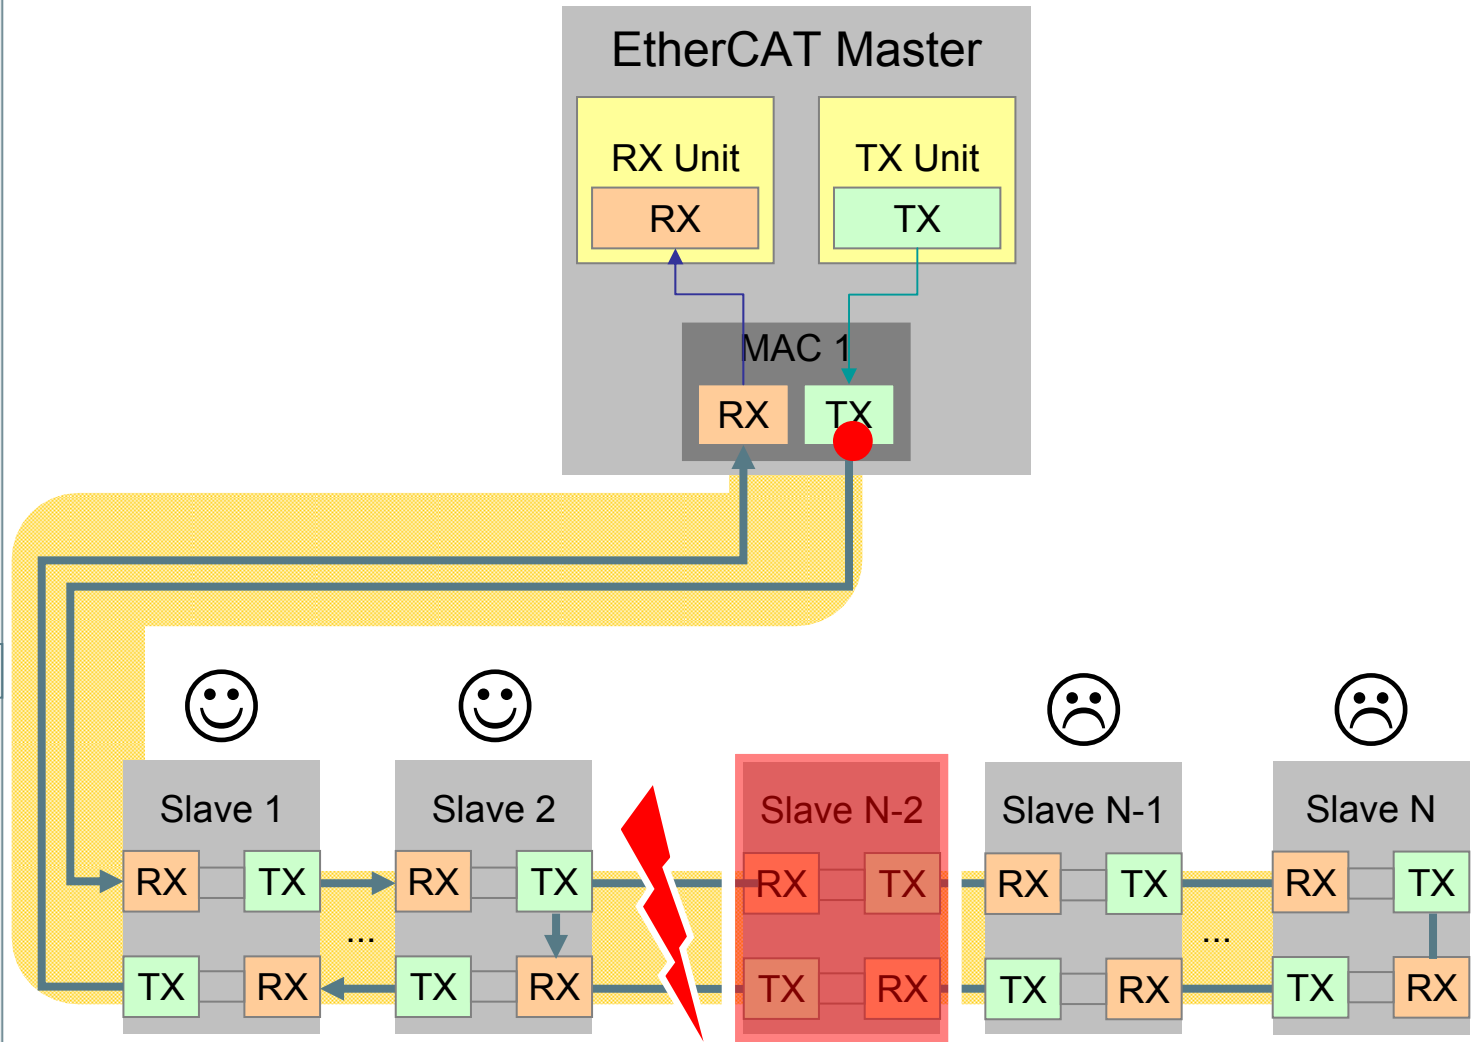 EtherCAT Master
RX Unit TX Unit
RX TX
MAC 1
RX TX
Slave 1 Slave 2 Slave N-2 Slave N-1 Slave N
RX TX RX TX RX TX RX TX RX TX
... ...
TX RX TX RX TX RX TX RX TX RX